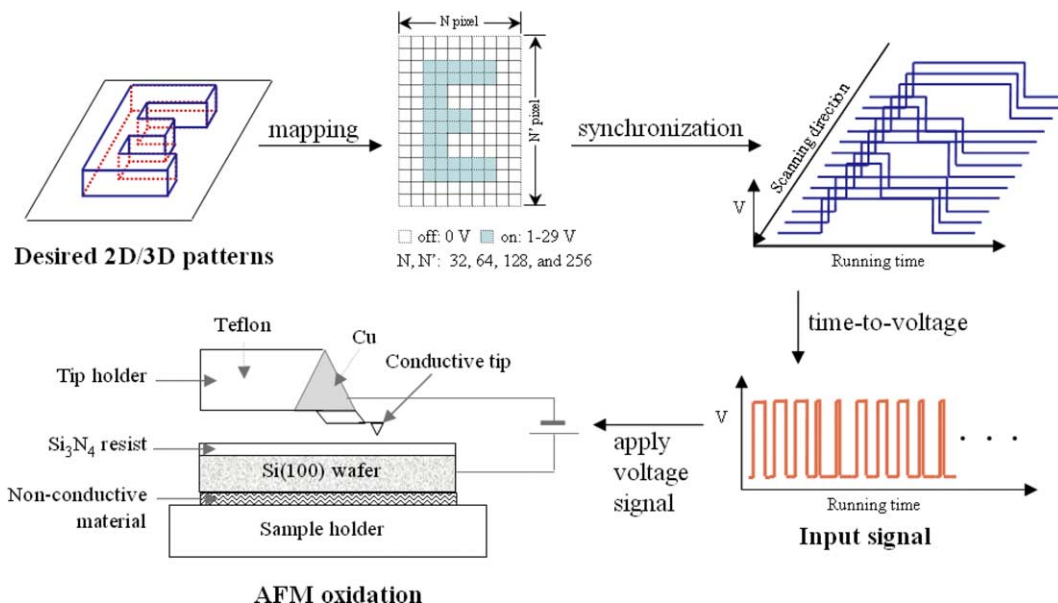 N pixel
N' pixel
mapping
synchronization
Scanning direction
V
Running time
Desired 2D/3D patterns
off: 0 V on: 1-29 V
N, N': 32, 64, 128, and 256
time-to-voltage
Teflon
Cu
Conductive tip
Tip holder
Si3N4 resist
Si(100) wafer
Non-conductive
material
Sample holder
AFM oxidation
apply
voltage
signal
V
. . .
Running time
Input signal